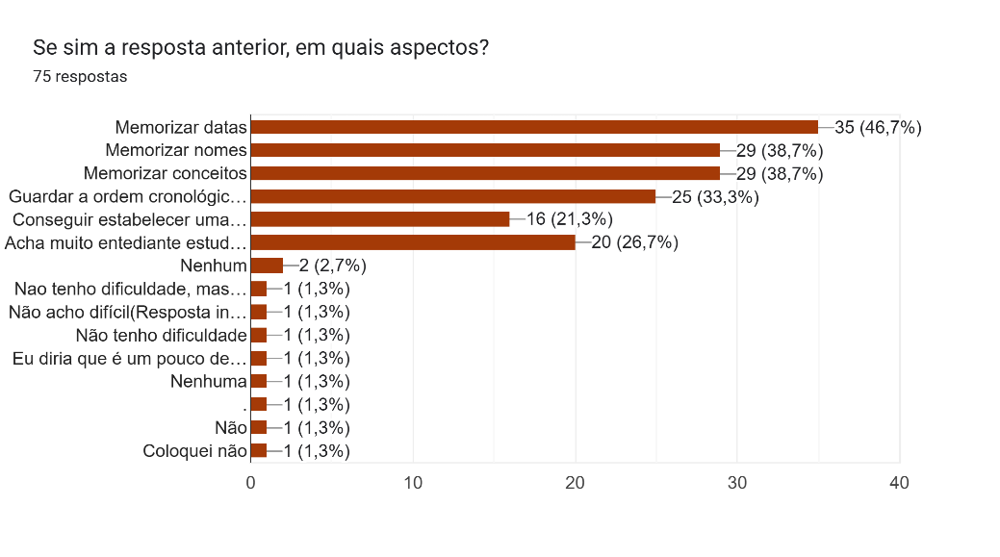 Se sim a resposta anterior, em quais aspectos?
75 respostas
Memorizar datas 35 (46,7%)
Memorizar nomes 29 (38,7%)
Memorizar conceitos 29 (38,7%)
Guardar a ordem cronológic… 25 (33,3%)
Conseguir estabelecer uma… 16 (21,3%)
Acha muito entediante estud… 20 (26,7%)
Nenhum 2 (2,7%)
Nao tenho dificuldade, mas… 1 (1,3%)
Não acho difícil(Resposta in… 1 (1,3%)
Não tenho dificuldade 1 (1,3%)
Eu diria que é um pouco de… 1 (1,3%)
Nenhuma 1 (1,3%)
. 1 (1,3%)
Não 1 (1,3%)
Coloquei não 1 (1,3%)
0 10 20 30 40